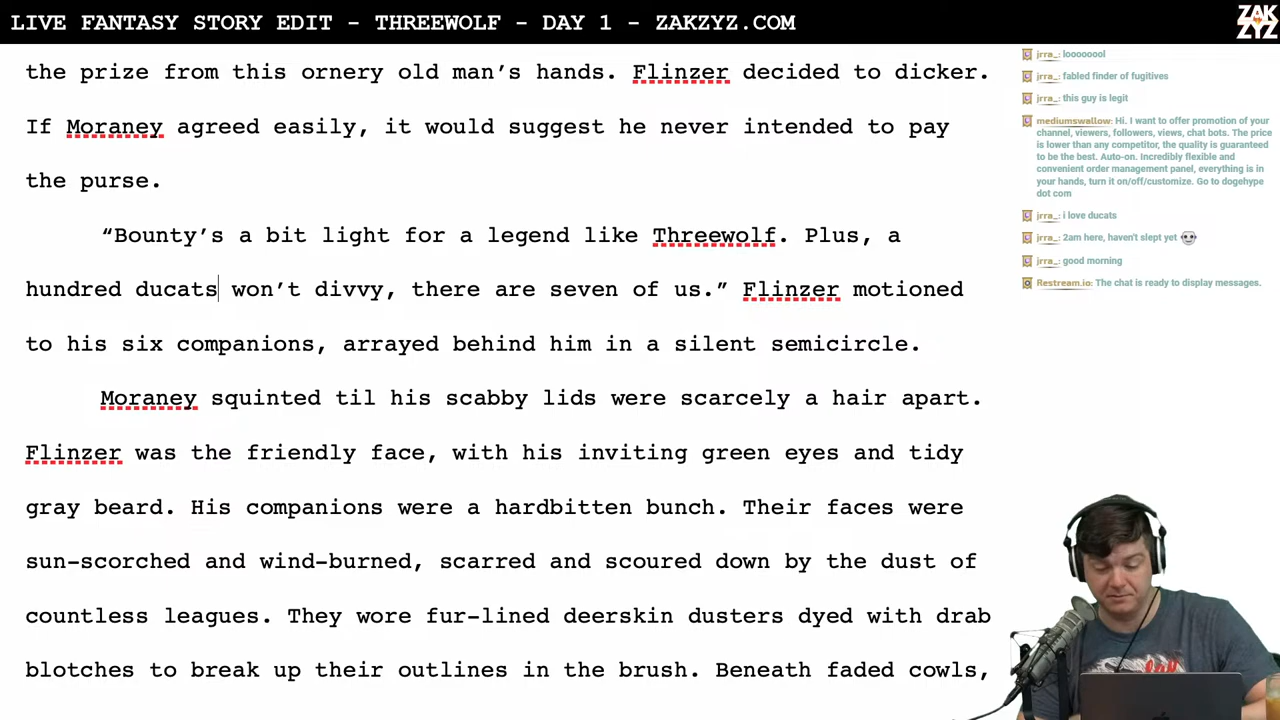 LIVE FANTASY STORY EDIT - THREEWOLF - DAY 1 - ZAKZYZ.COM
ZAK
ZYZ
the prize from this ornery old man’s hands. Flinzer decided to dicker.
If Moraney agreed easily, it would suggest he never intended to pay
the purse.
“Bounty’s a bit light for a legend like Threewolf. Plus, a
hundred ducats won’t divvy, there are seven of us.” Flinzer motioned
to his six companions, arrayed behind him in a silent semicircle.
Moraney squinted til his scabby lids were scarcely a hair apart.
Flinzer was the friendly face, with his inviting green eyes and tidy
gray beard. His companions were a hardbitten bunch. Their faces were
sun-scorched and wind-burned, scarred and scoured down by the dust of
countless leagues. They wore fur-lined deerskin dusters dyed with drab
blotches to break up their outlines in the brush. Beneath faded cowls,
jrra_: loooooool
jrra_: fabled finder of fugitives
jrra_: this guy is legit
mediumswallow: Hi. I want to offer promotion of your
channel, viewers, followers, views, chat bots. The price
is lower than any competitor, the quality is guaranteed
to be the best. Auto-on. Incredibly flexible and
convenient order management panel, everything is in
your hands, turn it on/off/customize. Go to dogehype
dot com
jrra_: i love ducats
jrra_: 2am here, haven't slept yet
jrra_: good morning
Restream.io: The chat is ready to display messages.